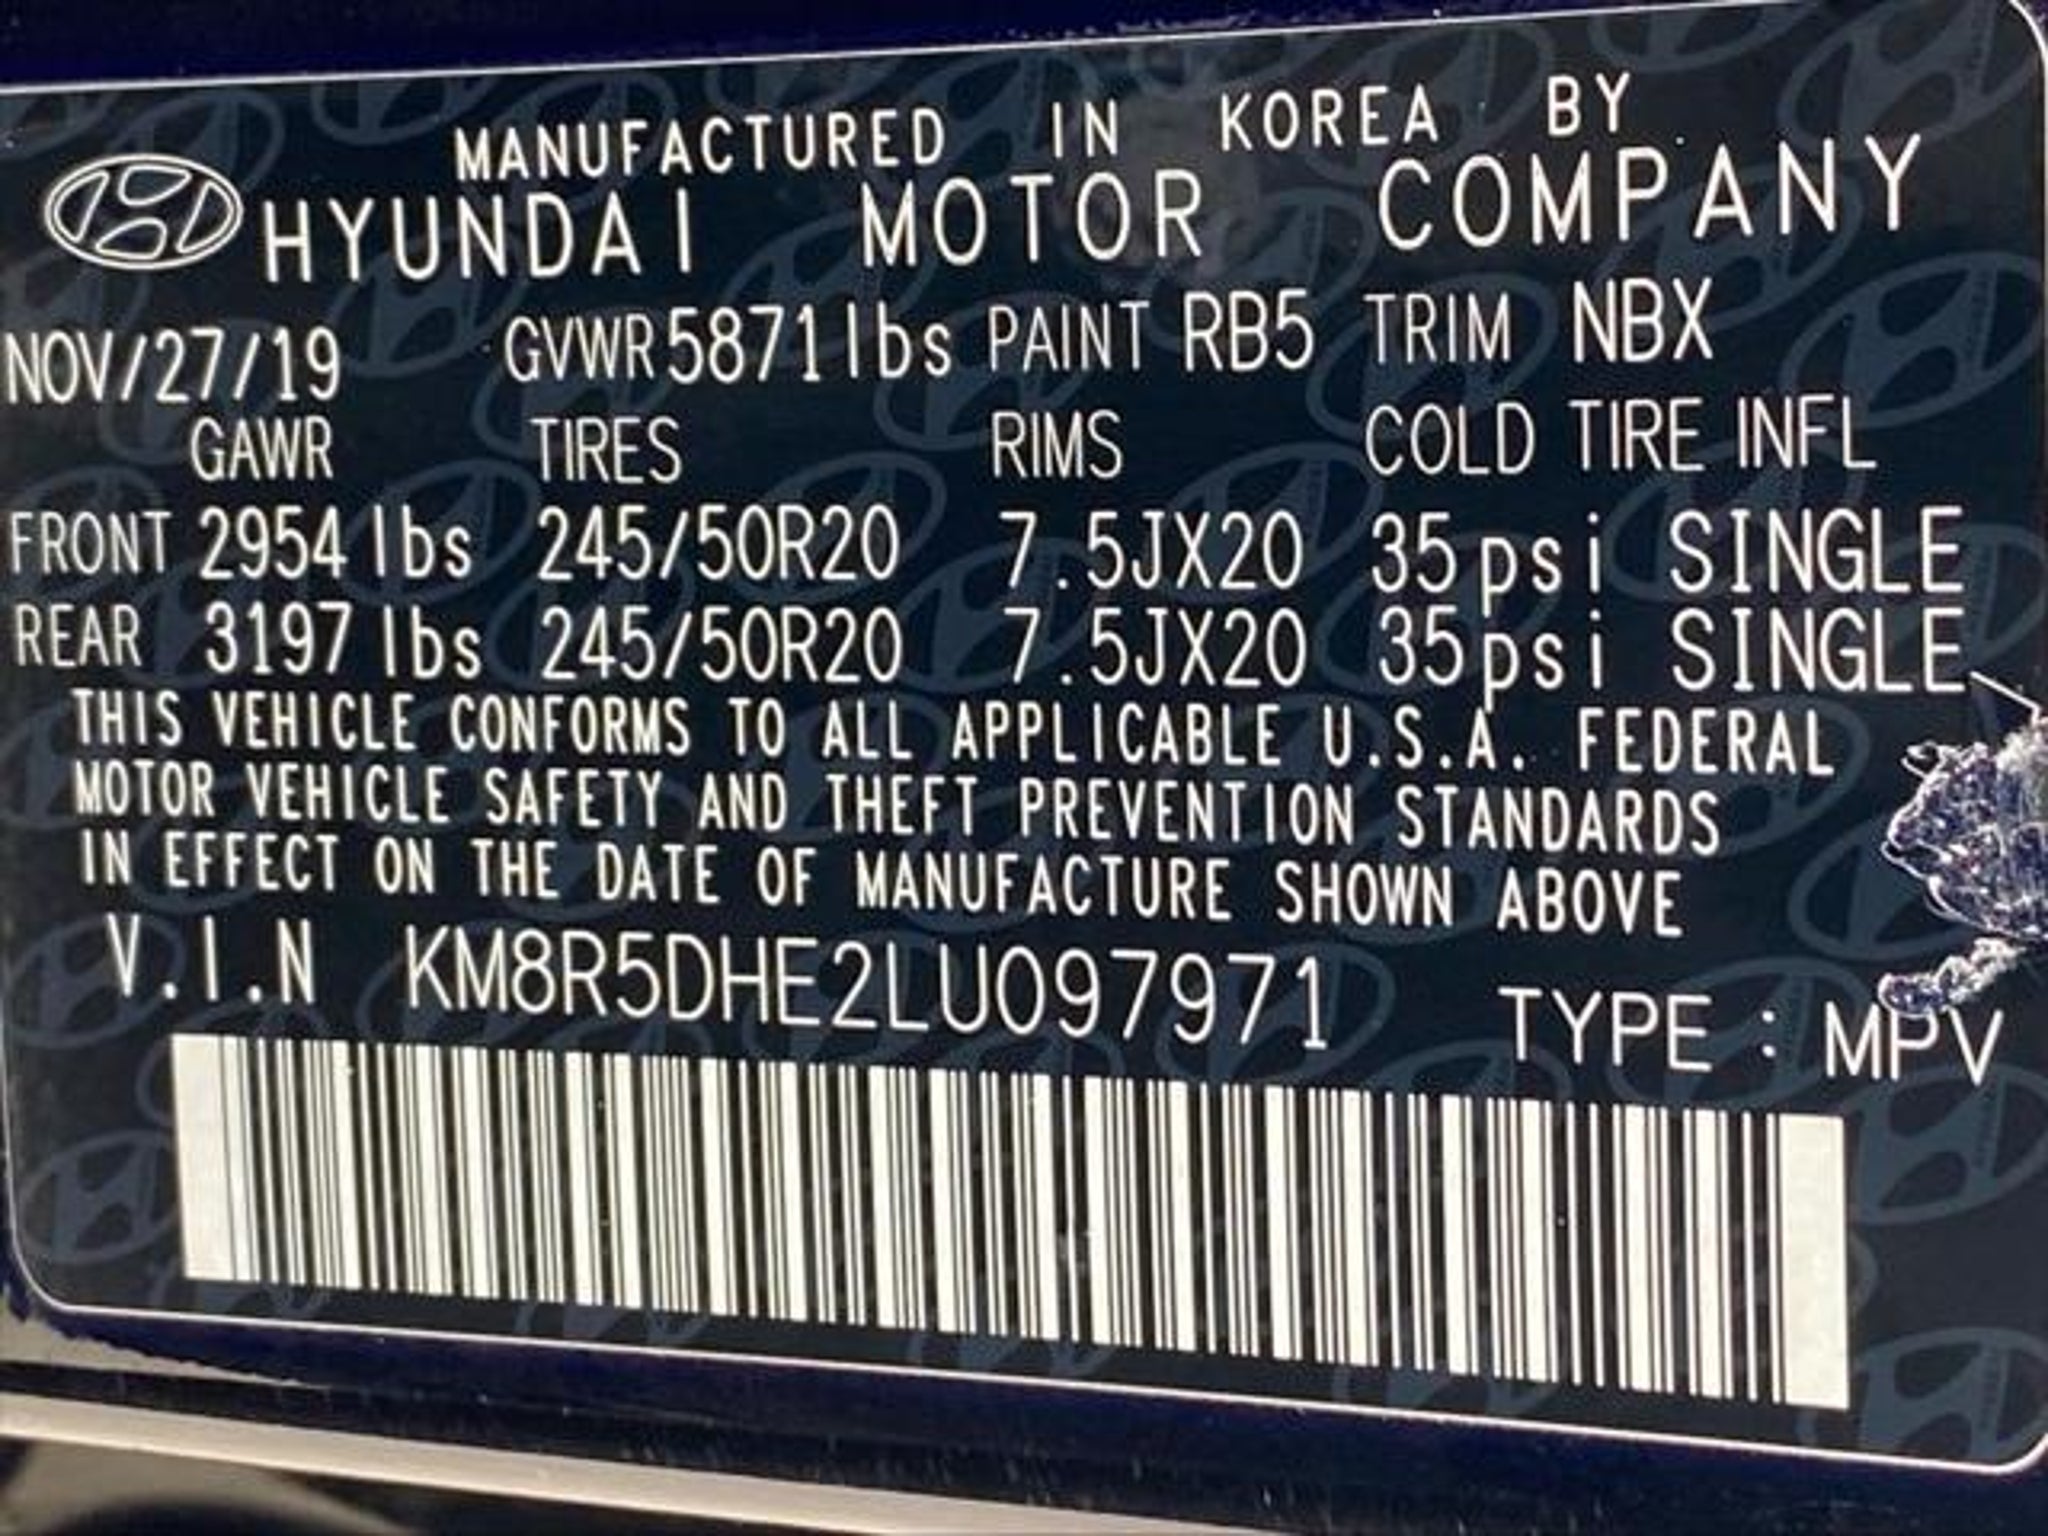 MANUFACTURED IN KOREA BY
HYUNDAI MOTOR COMPANY
NOV/27/19 GVWR 5871lbs PAINT RB5 TRIM NBX
GAWR TIRES RIMS COLD TIRE INFL
FRONT 2954 lbs 245/50R20 7.5JX20 35psi SINGLE
REAR 3197 lbs 245/50R20 7.5JX20 35psi SINGLE
THIS VEHICLE CONFORMS TO ALL APPLICABLE U.S.A. FEDERAL
MOTOR VEHICLE SAFETY AND THEFT PREVENTION STANDARDS
IN EFFECT ON THE DATE OF MANUFACTURE SHOWN ABOVE
V.I.N KM8R5DHE2LU097971 TYPE : MPV